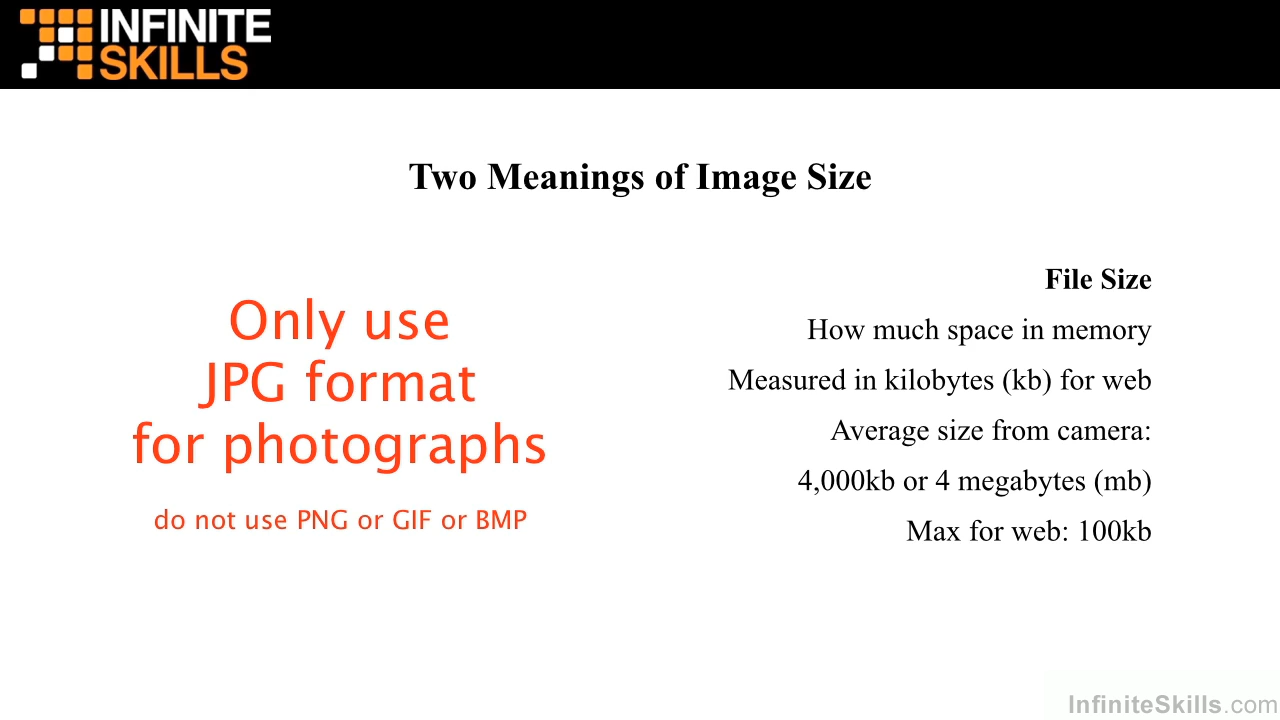 INFINITE
SKILLS
Two Meanings of Image Size
Only use
JPG format
for photographs
do not use PNG or GIF or BMP
File Size
How much space in memory
Measured in kilobytes (kb) for web
Average size from camera:
4,000kb or 4 megabytes (mb)
Max for web: 100kb
InfiniteSkills.com